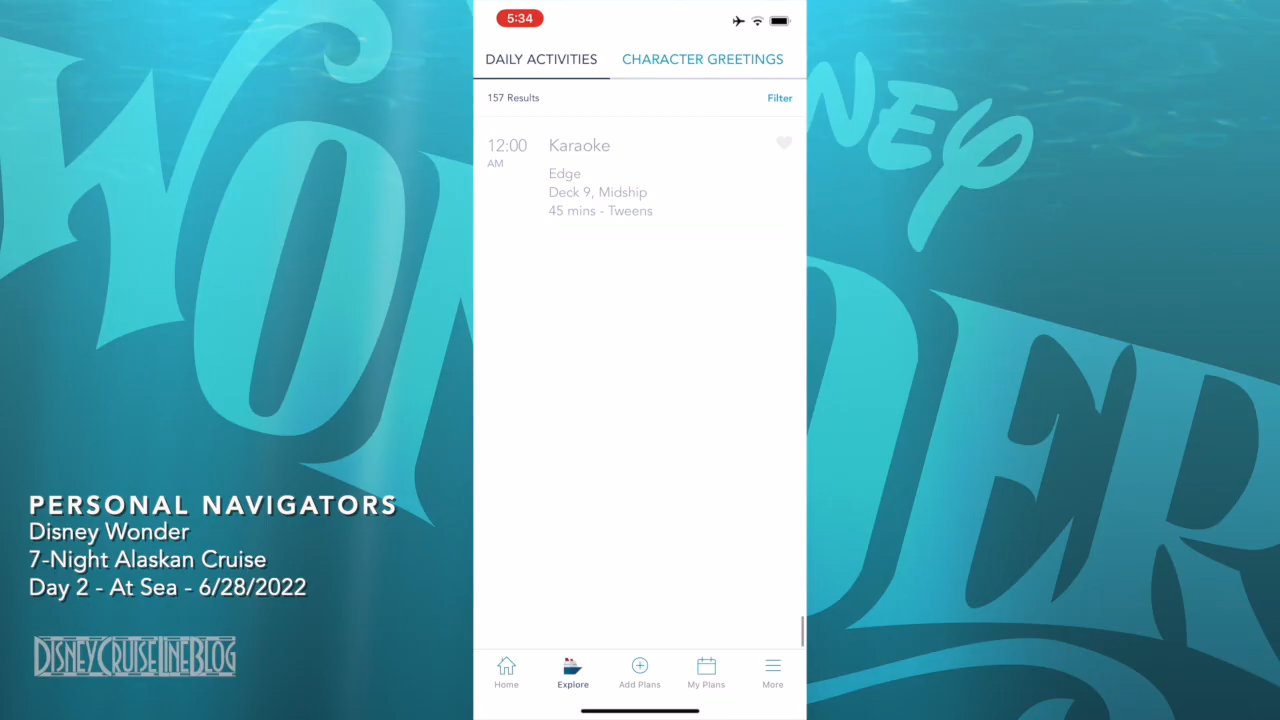 WONDER
DISNEY
5:34
DAILY ACTIVITIES CHARACTER GREETINGS
157 Results Filter
12:00 AM Karaoke
Edge
Deck 9, Midship
45 mins - Tweens
PERSONAL NAVIGATORS
Disney Wonder
7-Night Alaskan Cruise
Day 2 - At Sea - 6/28/2022
DISNEYCRUISELINEBLOG
Home Explore Add Plans My Plans More